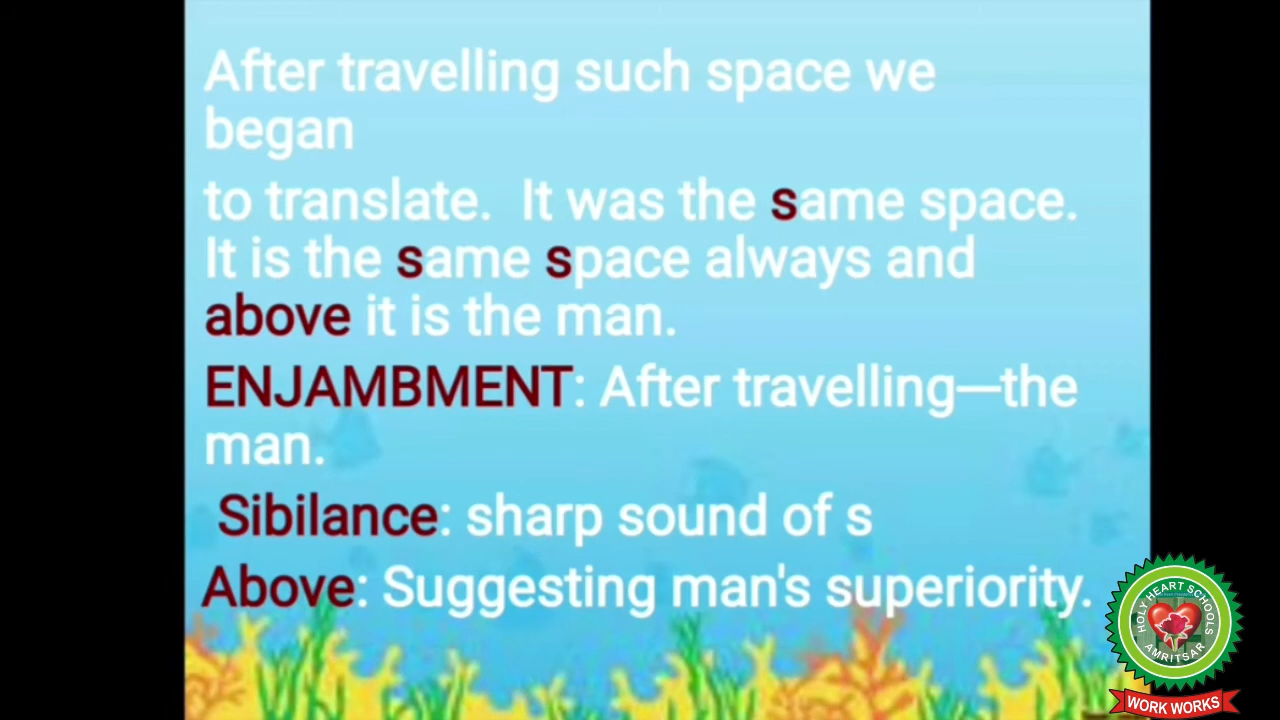 After travelling such space we
began
to translate.  It was the same space.
It is the same space always and
above it is the man.
ENJAMBMENT: After travelling—the
man.
Sibilance: sharp sound of s
Above: Suggesting man's superiority.
HOLY HEART SCHOOLS
AMRITSAR
WORK WORKS